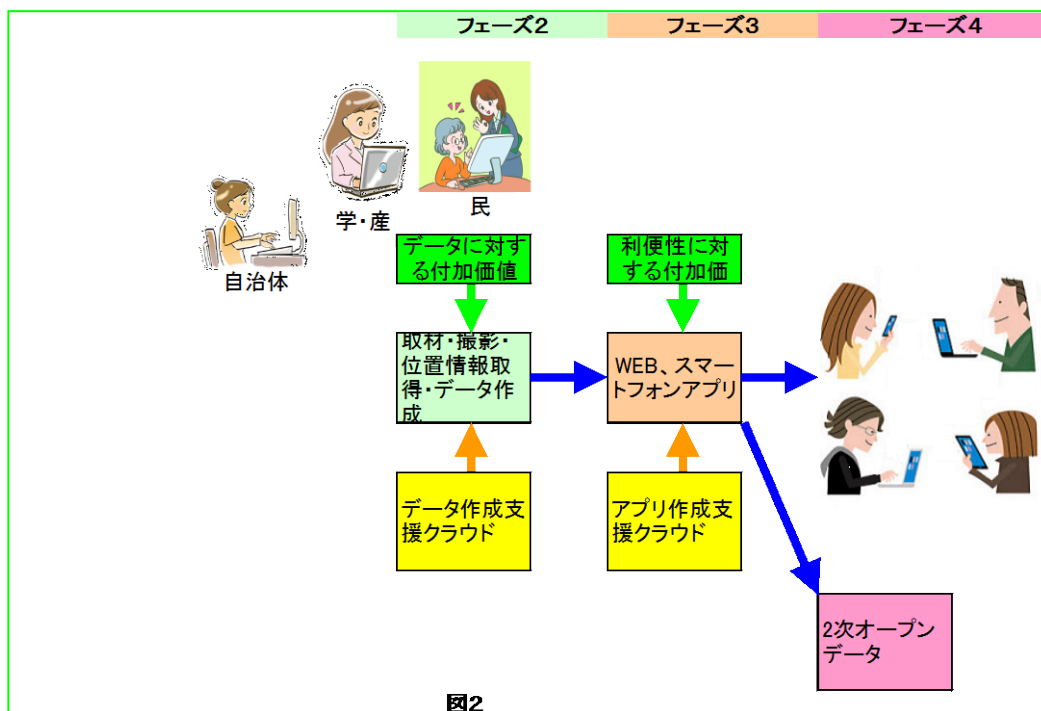 フェーズ2
フェーズ3
フェーズ4
学・産
民
自治体
データに対す
る付加価値
利便性に対
する付加価
取材・撮影・
位置情報取
得・データ作
成
WEB、スマー
トフォンアプリ
データ作成支
援クラウド
アプリ作成支
援クラウド
2次オープン
データ
図2